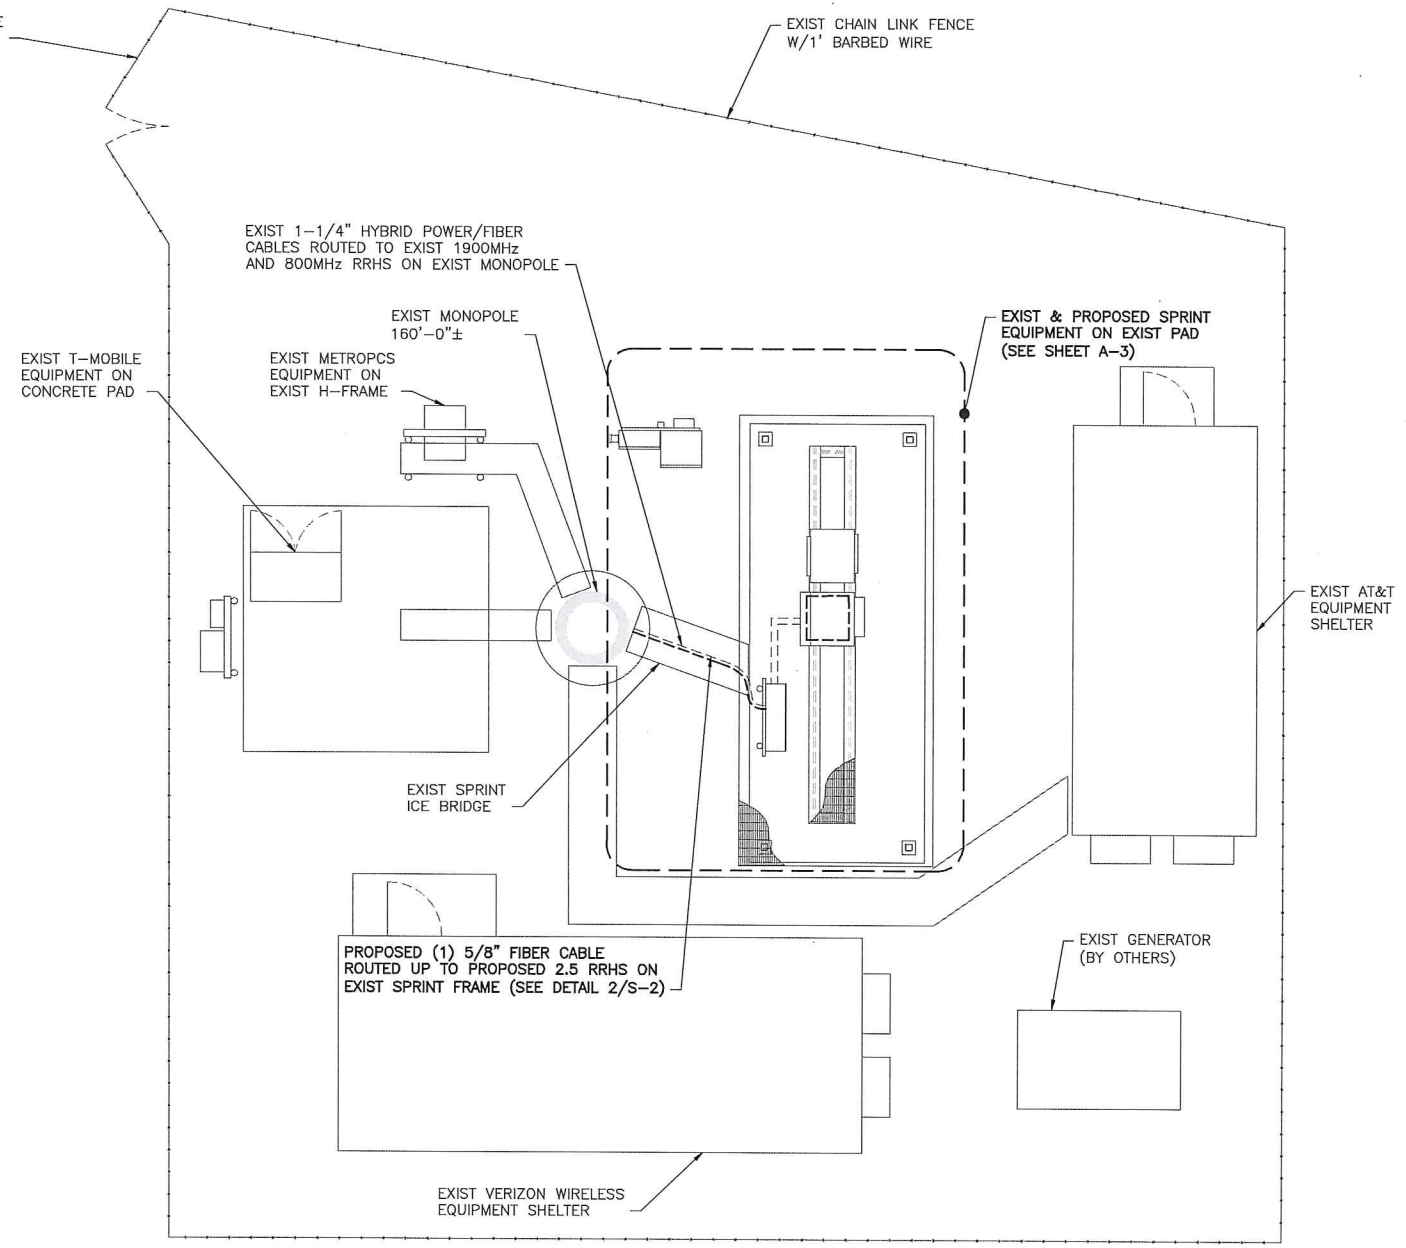 E
EXIST CHAIN LINK FENCE
W/1' BARBED WIRE
EXIST 1-1/4" HYBRID POWER/FIBER
CABLES ROUTED TO EXIST 1900MHz
AND 800MHz RRHS ON EXIST MONOPOLE
EXIST MONOPOLE
160'-0"±
EXIST & PROPOSED SPRINT
EQUIPMENT ON EXIST PAD
(SEE SHEET A-3)
EXIST T-MOBILE
EQUIPMENT ON
CONCRETE PAD
EXIST METROPCS
EQUIPMENT ON
EXIST H-FRAME
EXIST AT&T
EQUIPMENT
SHELTER
EXIST SPRINT
ICE BRIDGE
PROPOSED (1) 5/8" FIBER CABLE
ROUTED UP TO PROPOSED 2.5 RRHS ON
EXIST SPRINT FRAME (SEE DETAIL 2/S-2)
EXIST GENERATOR
(BY OTHERS)
EXIST VERIZON WIRELESS
EQUIPMENT SHELTER